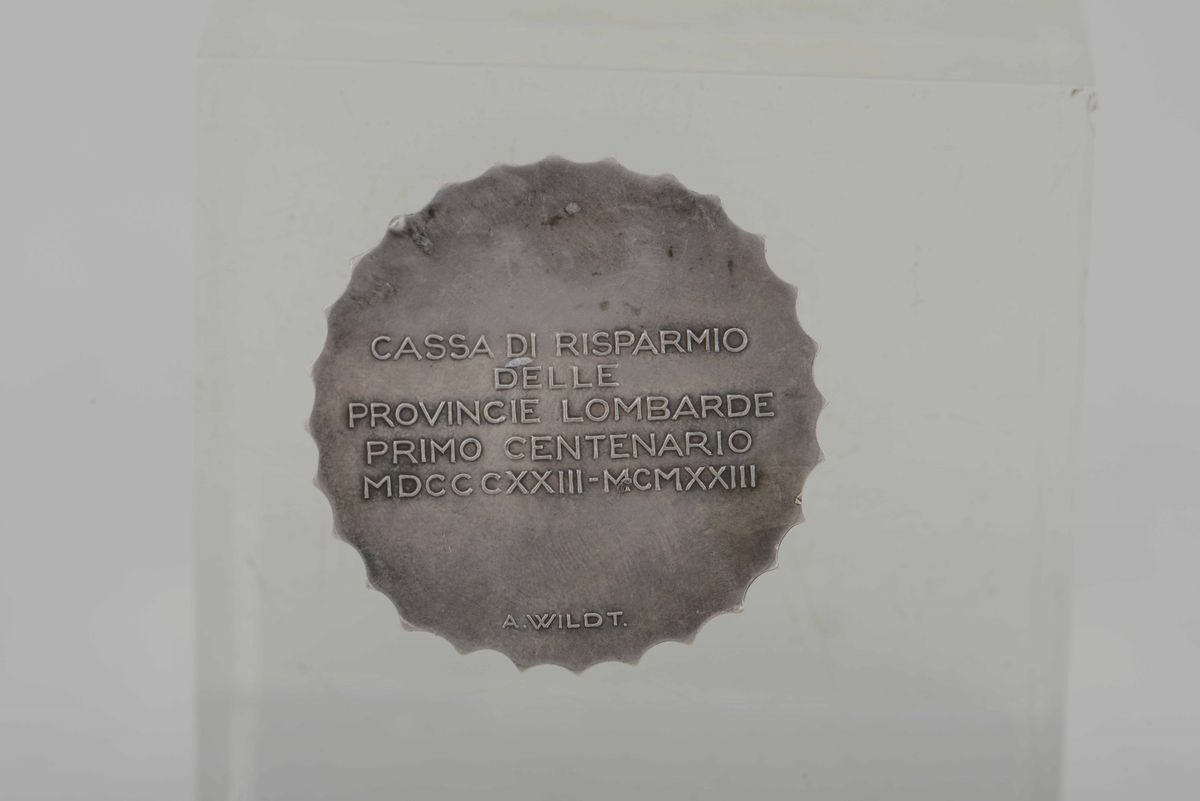 CASSA DI RISPARMIO
DELLE
PROVINCIE LOMBARDE
PRIMO CENTENARIO
MDCCCXXIII-MCMXXIII
A.WILDT.